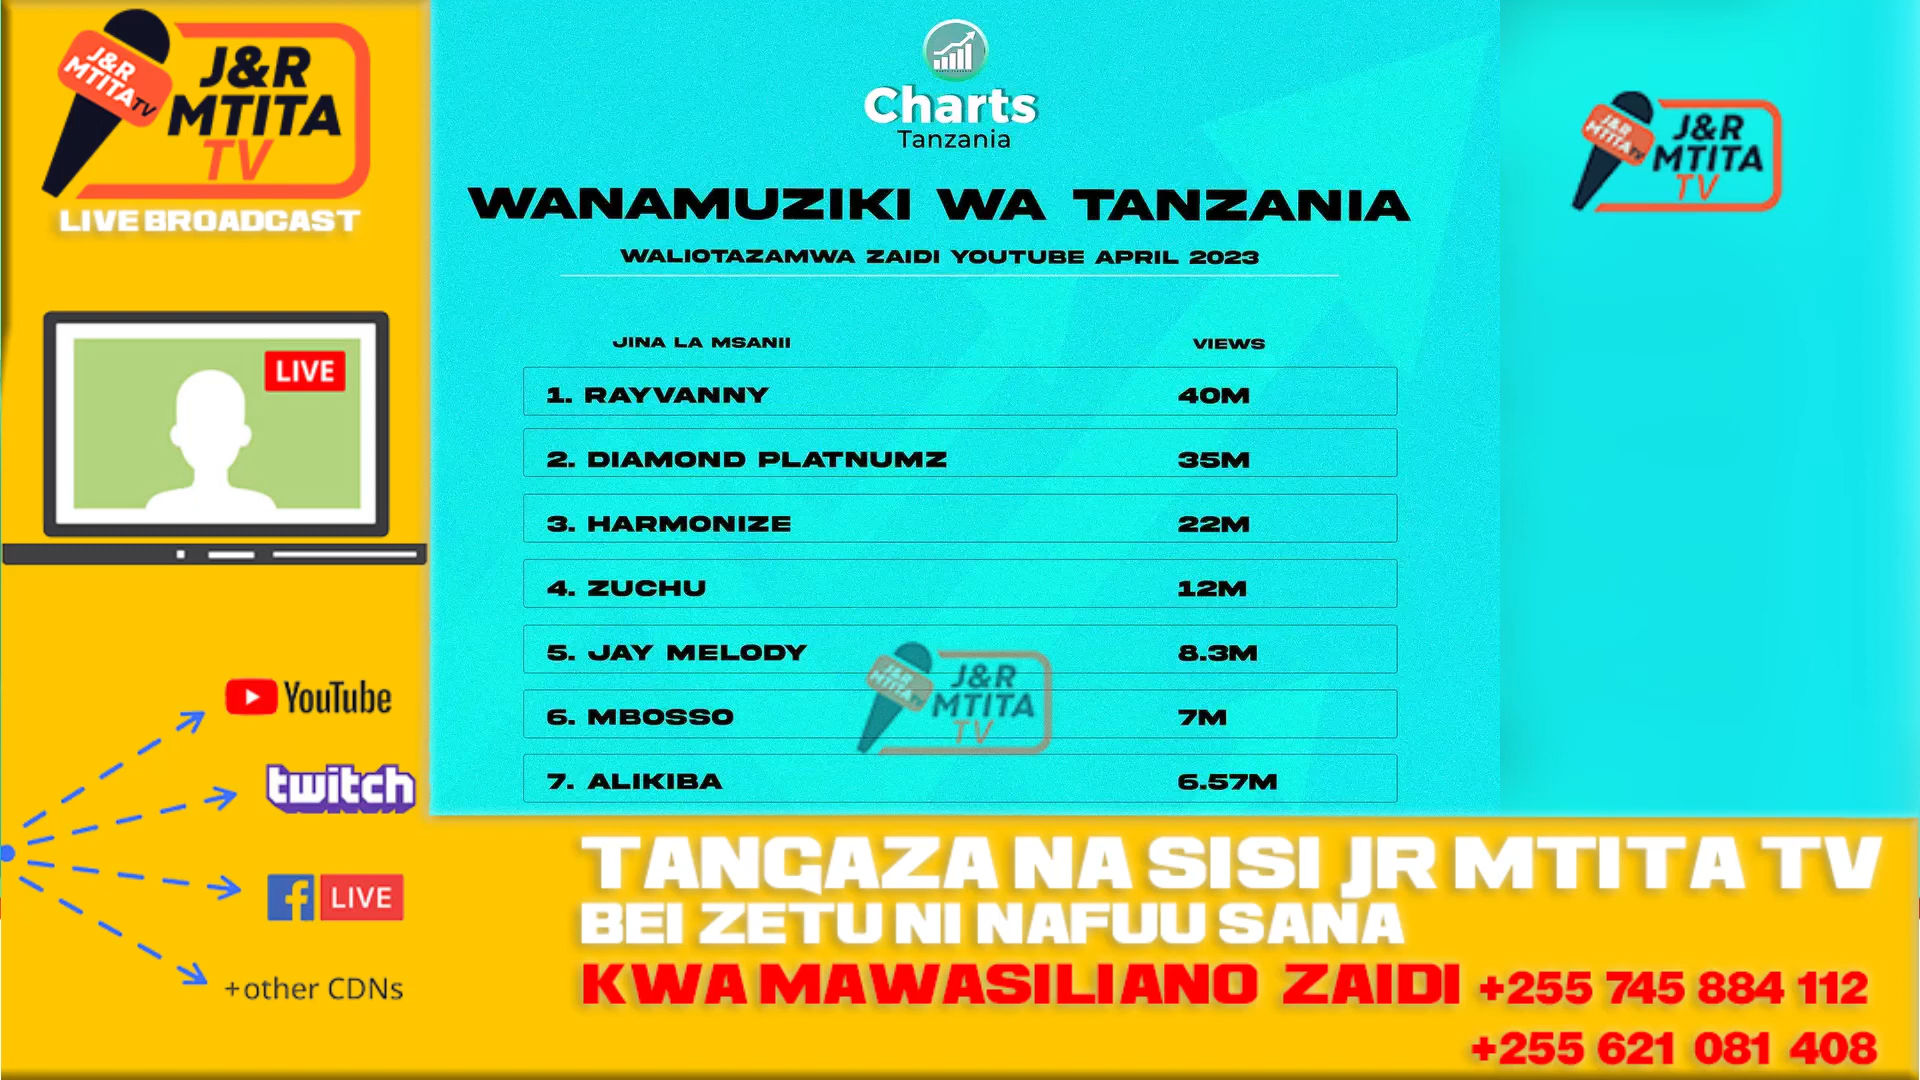 J&R
MTITA TV
J&R
MTITA
TV
LIVE BROADCAST
LIVE
YouTube
twitch
f LIVE
+other CDNs
Charts
Tanzania
WANAMUZIKI WA TANZANIA
WALIOTAZAMWA ZAIDI YOUTUBE APRIL 2023
JINA LA MSANII VIEWS
1. RAYVANNY 40M
2. DIAMOND PLATNUMZ 35M
3. HARMONIZE 22M
4. ZUCHU 12M
5. JAY MELODY 8.3M
6. MBOSSO 7M
7. ALIKIBA 6.57M
J&R
MTITA TV
J&R
MTITA
TV
J&R
MTITA TV
J&R
MTITA
TV
TANGAZA NA SISI JR MTITA TV
BEI ZETU NI NAFUU SANA
KWA MAWASILIANO ZAIDI +255 745 884 112
+255 621 081 408